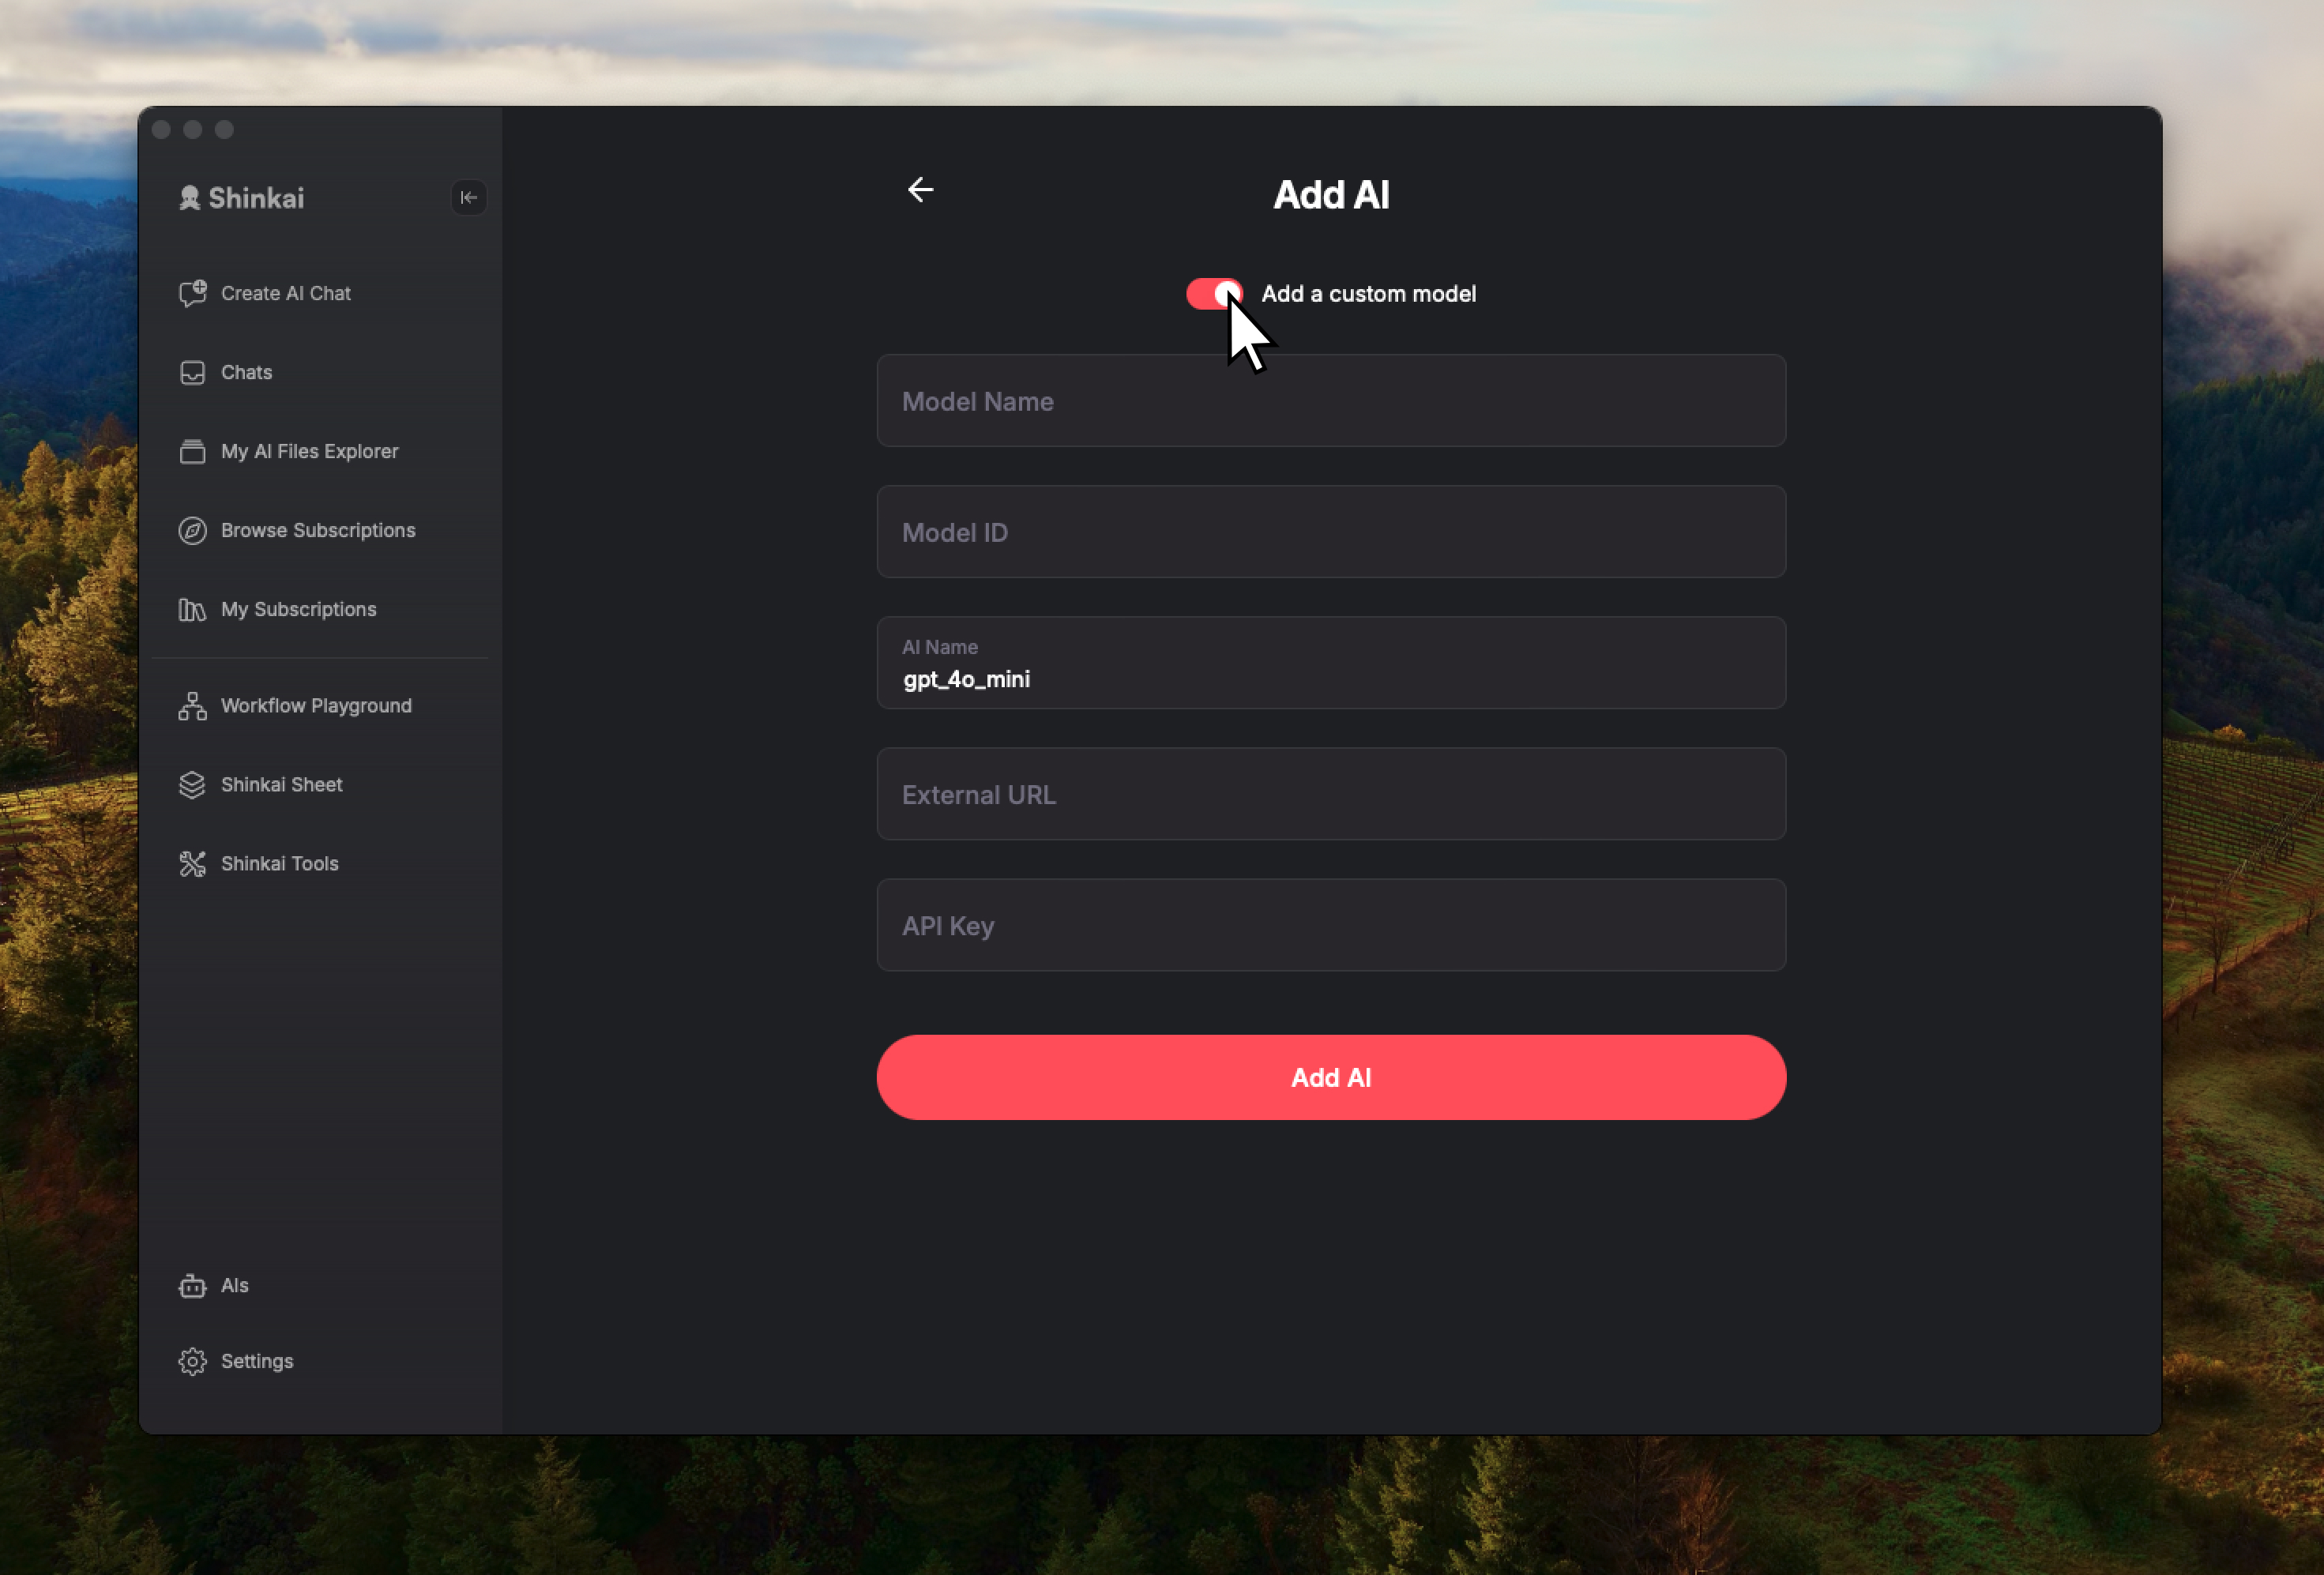 Shinkai
Create AI Chat
Chats
My AI Files Explorer
Browse Subscriptions
My Subscriptions
Workflow Playground
Shinkai Sheet
Shinkai Tools
AIs
Settings
Add AI
Add a custom model
Model Name
Model ID
AI Name
gpt_4o_mini
External URL
API Key
Add AI